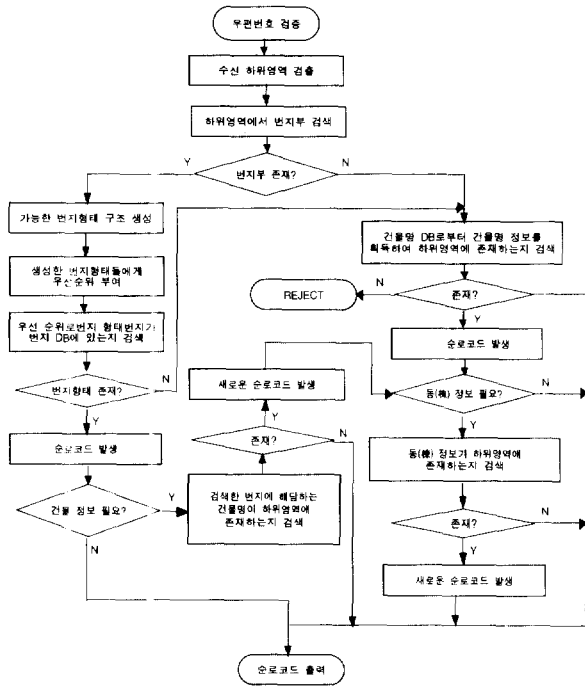 우편번호 검증
수신 하위영역 검출
하위영역에서 번지부 검색
번지부 존재?
Y
N
가능한 번지형태 구조 생성
생성한 번지형태들에게
우선순위 부여
우선 순위로번지 형태번지가
번지 DB에 있는지 검색
번지형태 존재?
N
Y
순로코드 발생
건물 정보 필요?
Y
N
검색한 번지에 해당하는
건물명이 하위영역에
존재하는지 검색
존재?
Y
N
새로운 순로코드 발생
건물명 DB로부터 건물명 정보를
획득하여 하위영역에 존재하는지 검색
존재?
N
REJECT
Y
순로코드 발생
동(棟) 정보 필요?
N
Y
동(棟) 정보가 하위영역에
존재하는지 검색
존재?
N
Y
새로운 순로코드 발생
순로코드 출력